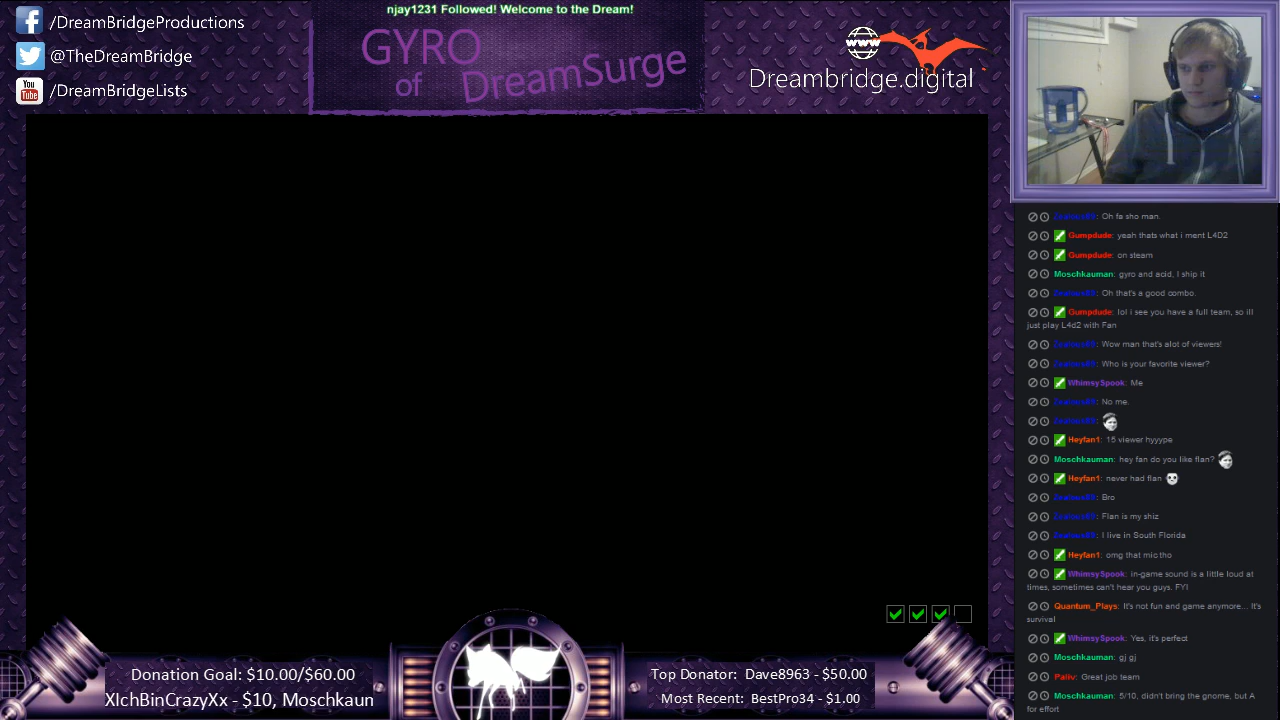 /DreamBridgeProductions
@TheDreamBridge
You Tube /DreamBridgeLists
njay1231 Followed! Welcome to the Dream!
GYRO
of DreamSurge
www
Dreambridge.digital
Zealous89: Oh fa sho man.
Gumpdude: yeah thats what i ment L4D2
Gumpdude: on steam
Moschkauman: gyro and acid, I ship it
Oh that's a good combo.
Gumpdude: lol i see you have a full team, so ill
just play L4d2 with Fan
Wow man that's alot of viewers!
Who is your favorite viewer?
WhimsySpook: Me
No me.
Heyfan1: 15 viewer hyyype
Moschkauman: hey fan do you like flan?
Heyfan1: never had flan
Bro
Flan is my shiz
I live in South Florida
Heyfan1: omg that mic tho
WhimsySpook: in-game sound is a little loud at
times, sometimes can't hear you guys. FYI
Quantum_Plays: It's not fun and game anymore... It's
survival
WhimsySpook: Yes, it's perfect
Moschkauman: gj gj
Paliv: Great job team
Moschkauman: 5/10, didn't bring the gnome, but A
for effort
Donation Goal: $10.00 / 80.00
XIchBinCrazyXx - $10, Moschkaun
Top Donator: Dave8963 - $50.00
Most Recent: BestPro34 - $1.00